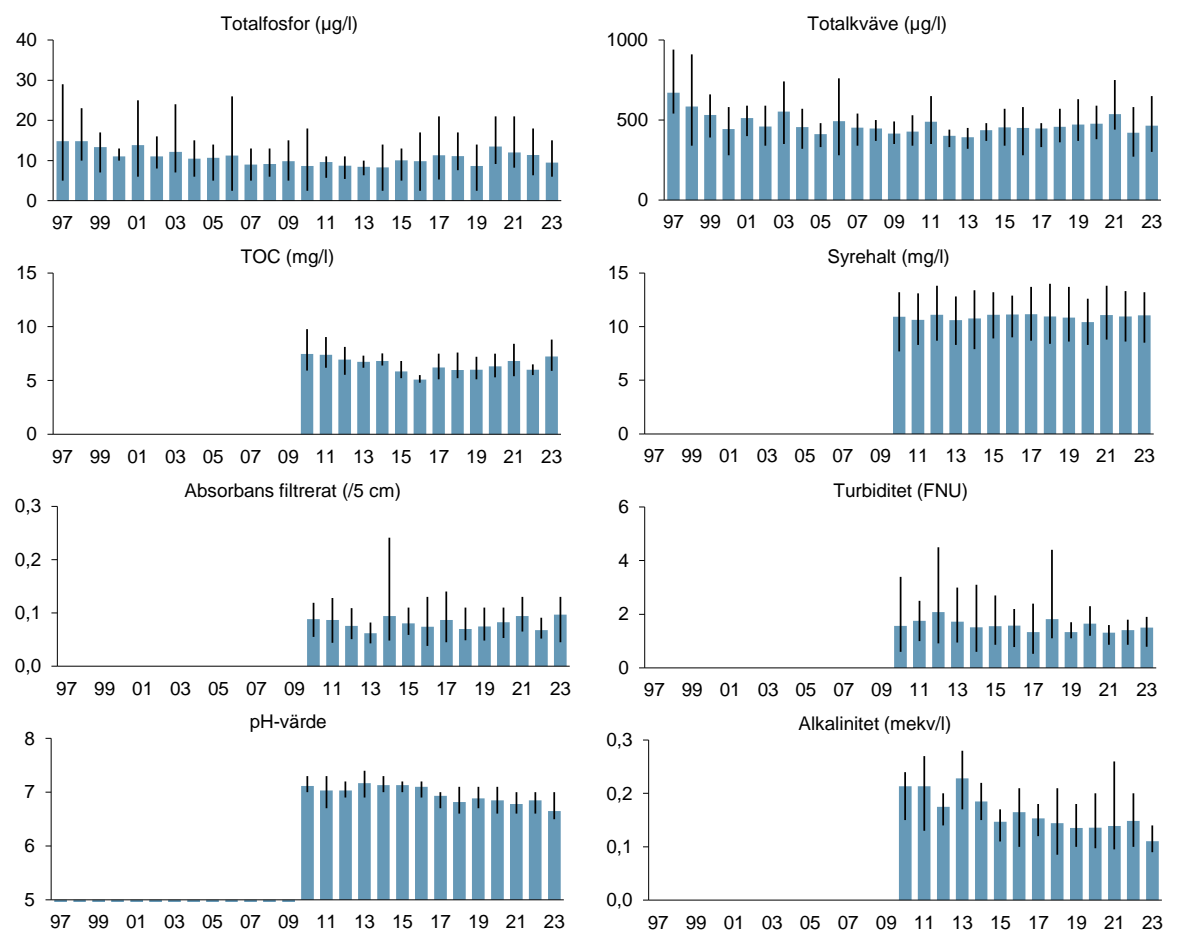 Totalfosfor (µg/l)
40
30
20
10
0
97 99 01 03 05 07 09 11 13 15 17 19 21 23
Totalkväve (µg/l)
1000
500
0
97 99 01 03 05 07 09 11 13 15 17 19 21 23
TOC (mg/l)
15
10
5
0
97 99 01 03 05 07 09 11 13 15 17 19 21 23
Syrehalt (mg/l)
15
10
5
0
97 99 01 03 05 07 09 11 13 15 17 19 21 23
Absorbans filtrerat (/5 cm)
0,3
0,2
0,1
0,0
97 99 01 03 05 07 09 11 13 15 17 19 21 23
Turbiditet (FNU)
6
4
2
0
97 99 01 03 05 07 09 11 13 15 17 19 21 23
pH-värde
8
7
6
5
97 99 01 03 05 07 09 11 13 15 17 19 21 23
Alkalinitet (mekv/l)
0,3
0,2
0,1
0,0
97 99 01 03 05 07 09 11 13 15 17 19 21 23